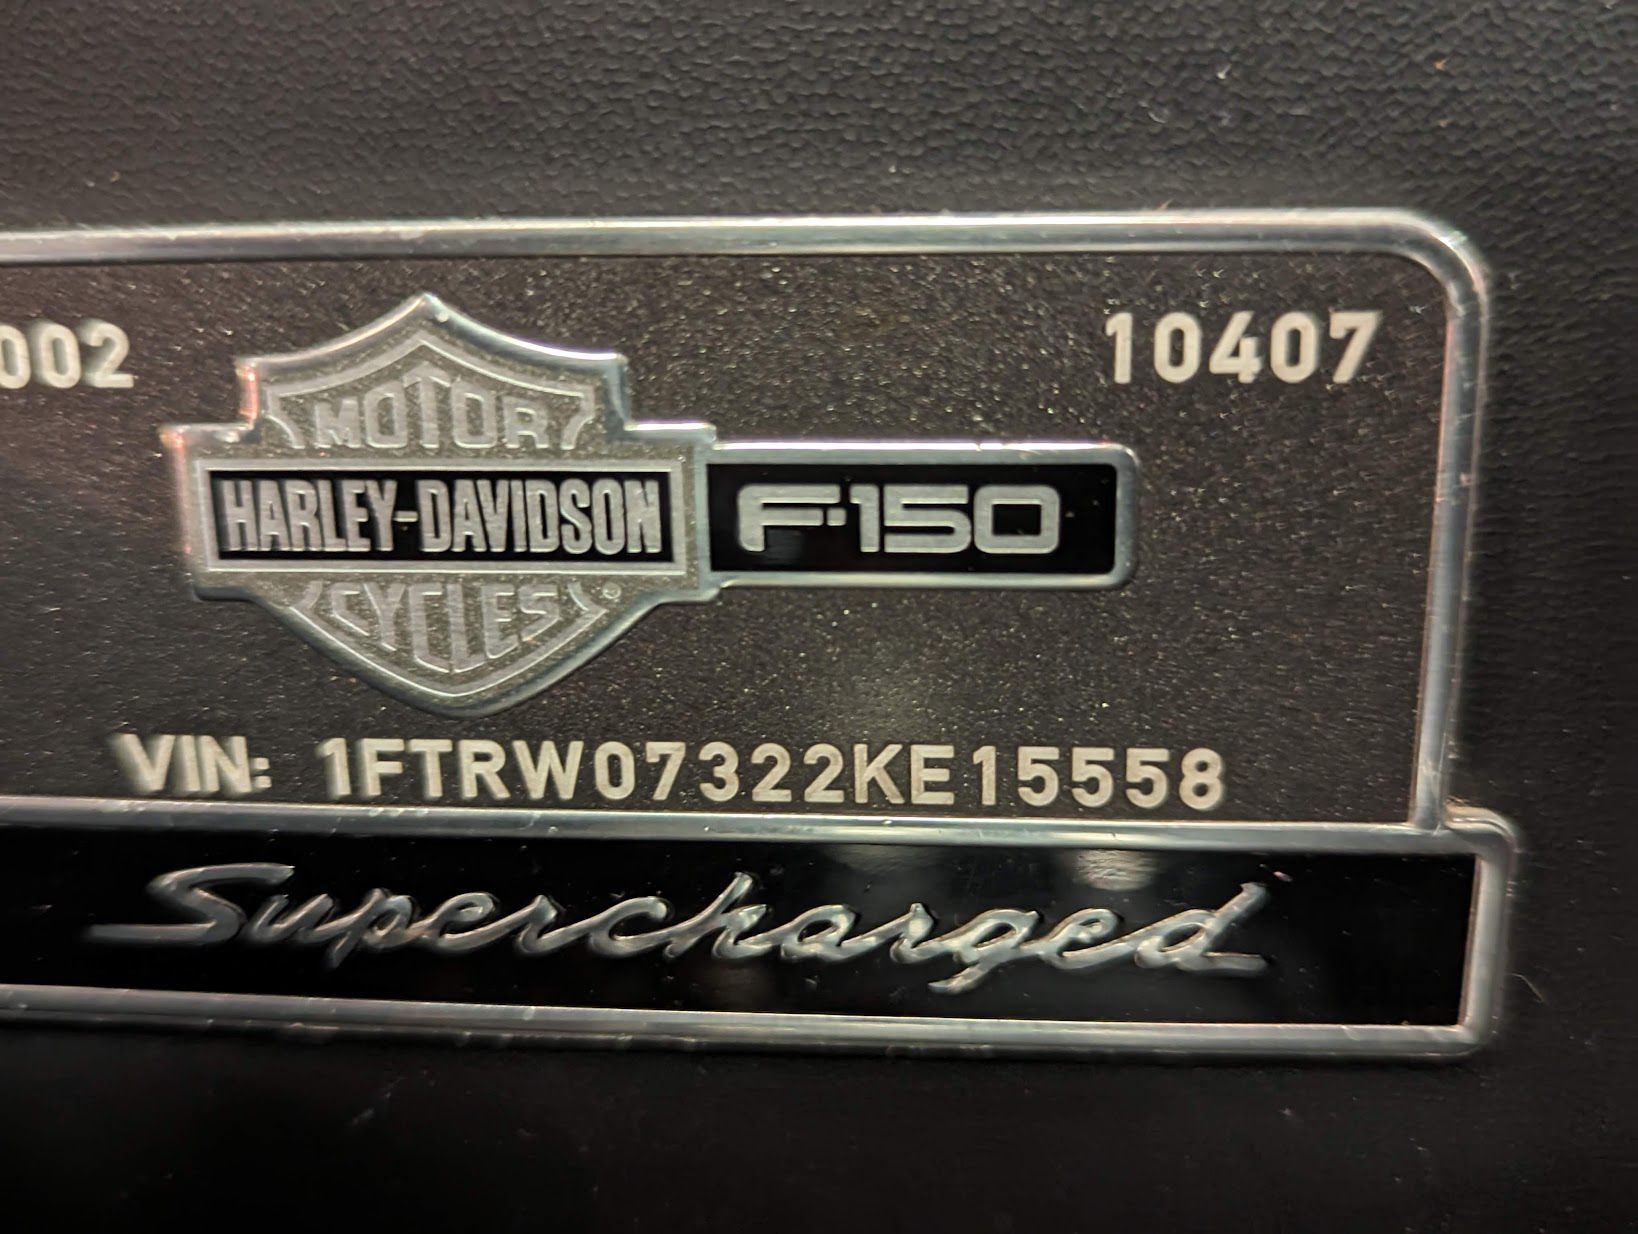 002
10407
MOTOR
HARLEY-DAVIDSON
CYCLES
F-150
VIN: 1FTRW07322KE15558
Supercharged